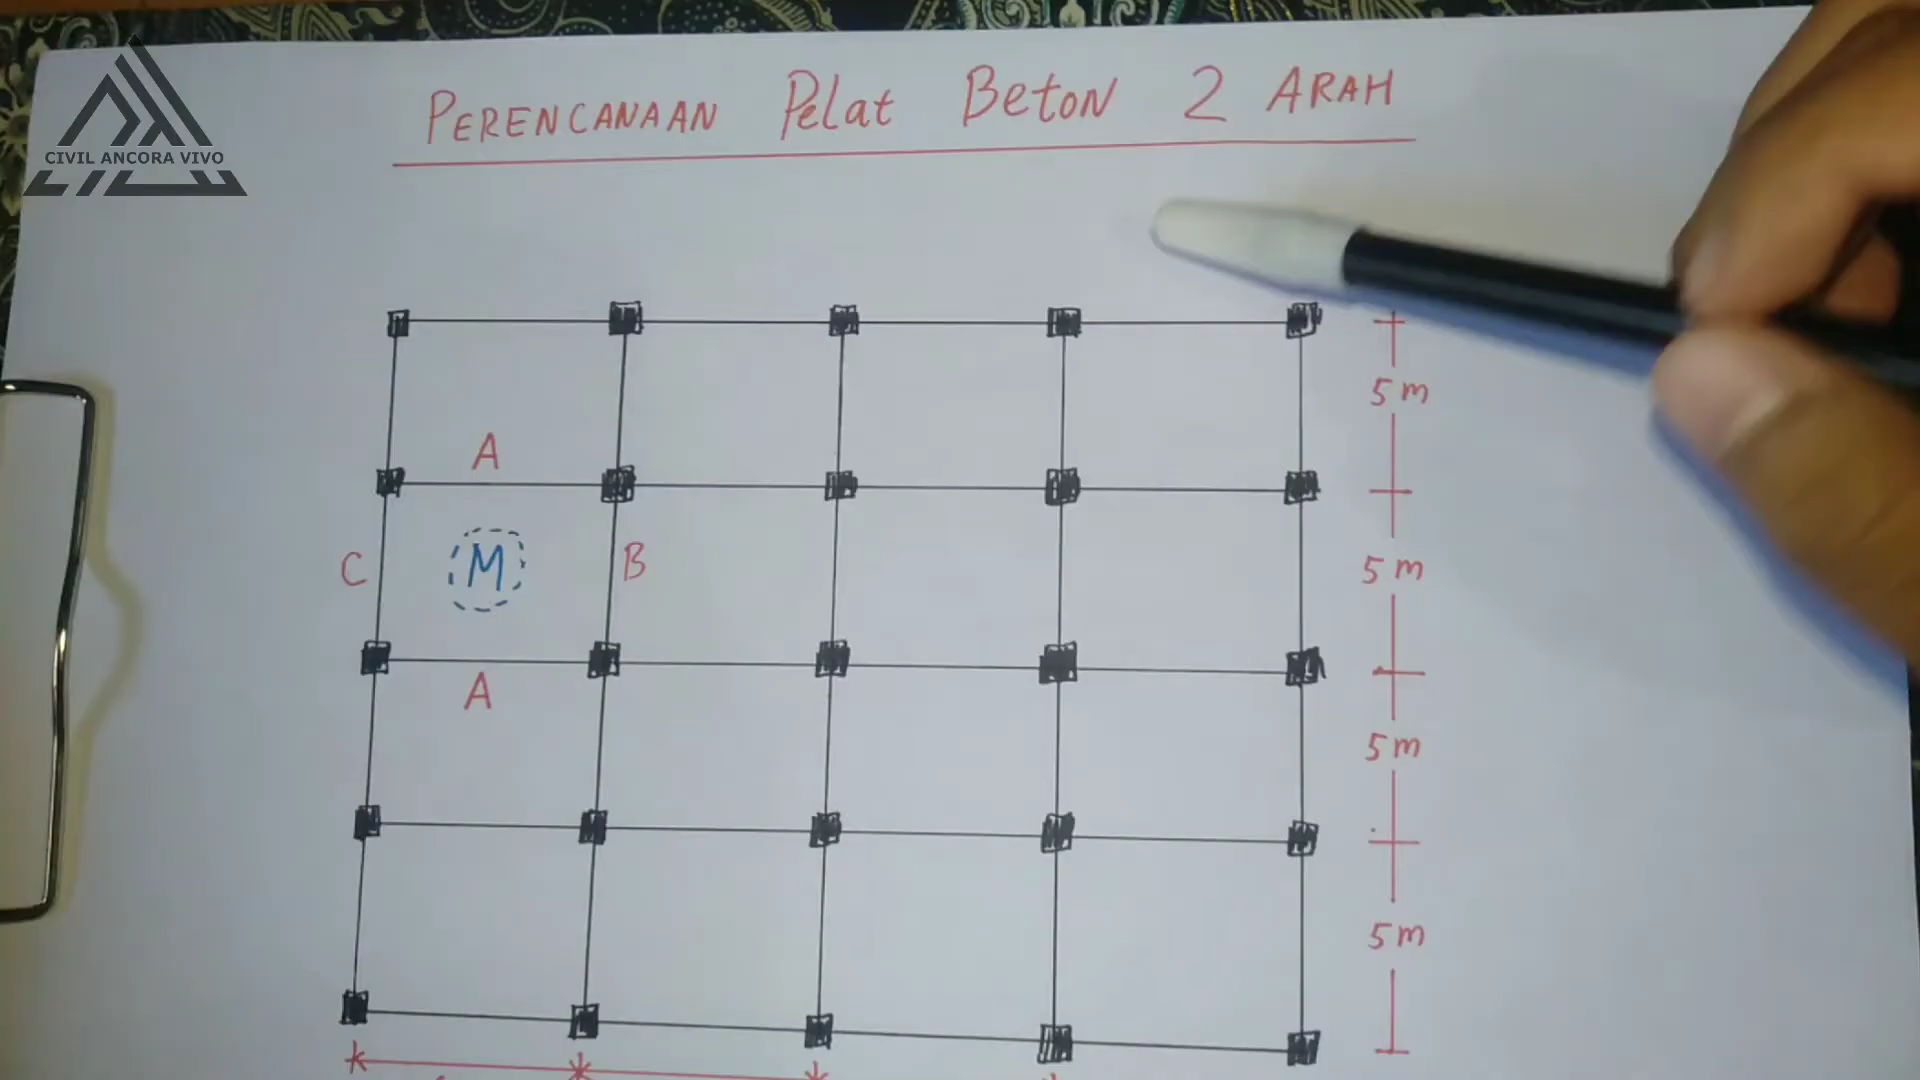 PERENCANAAN PELAT BETON 2 ARAH
CIVIL ANCORA VIVO
5 m
A
C
M
B
5 m
A
5 m
5 m